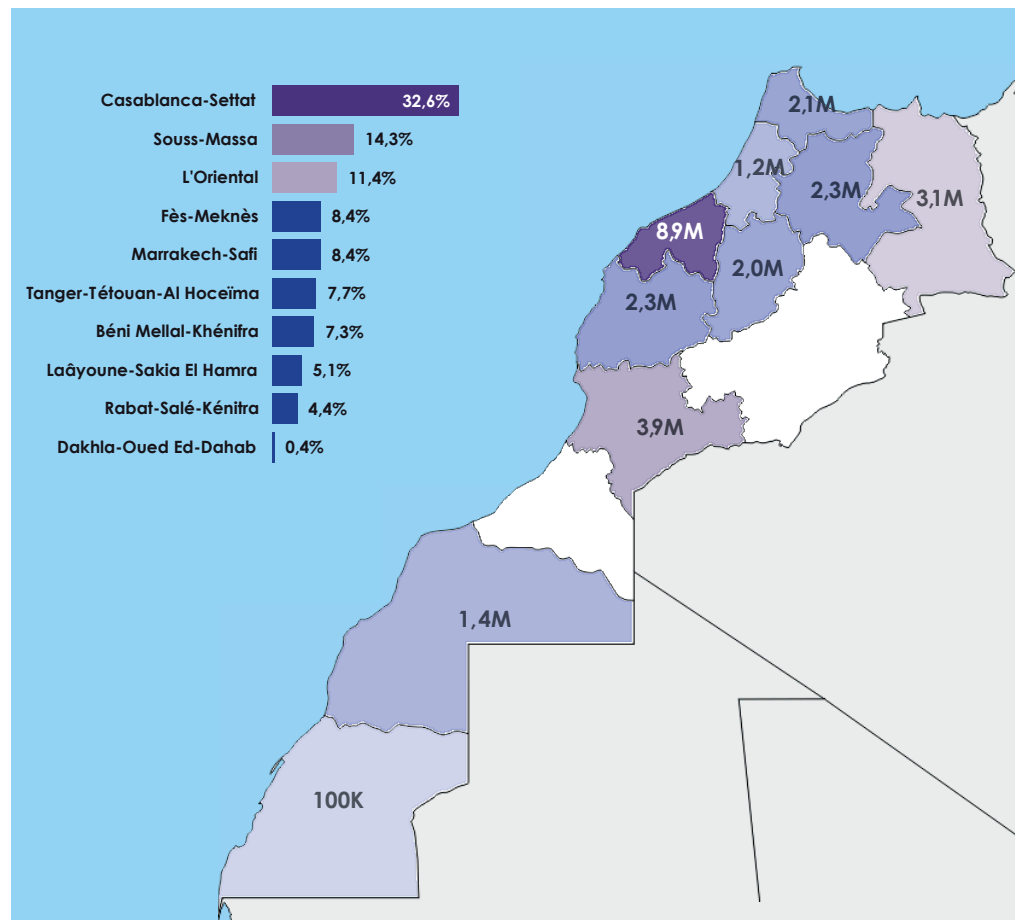 Casablanca-Settat 32,6%
Souss-Massa 14,3%
L'Oriental 11,4%
Fès-Meknès 8,4%
Marrakech-Safi 8,4%
Tanger-Tétouan-Al Hoceïma 7,7%
Béni Mellal-Khénifra 7,3%
Laâyoune-Sakia El Hamra 5,1%
Rabat-Salé-Kénitra 4,4%
Dakhla-Oued Ed-Dahab 0,4%
2,1M
1,2M
2,3M
3,1M
8,9M
2,0M
2,3M
3,9M
1,4M
100K